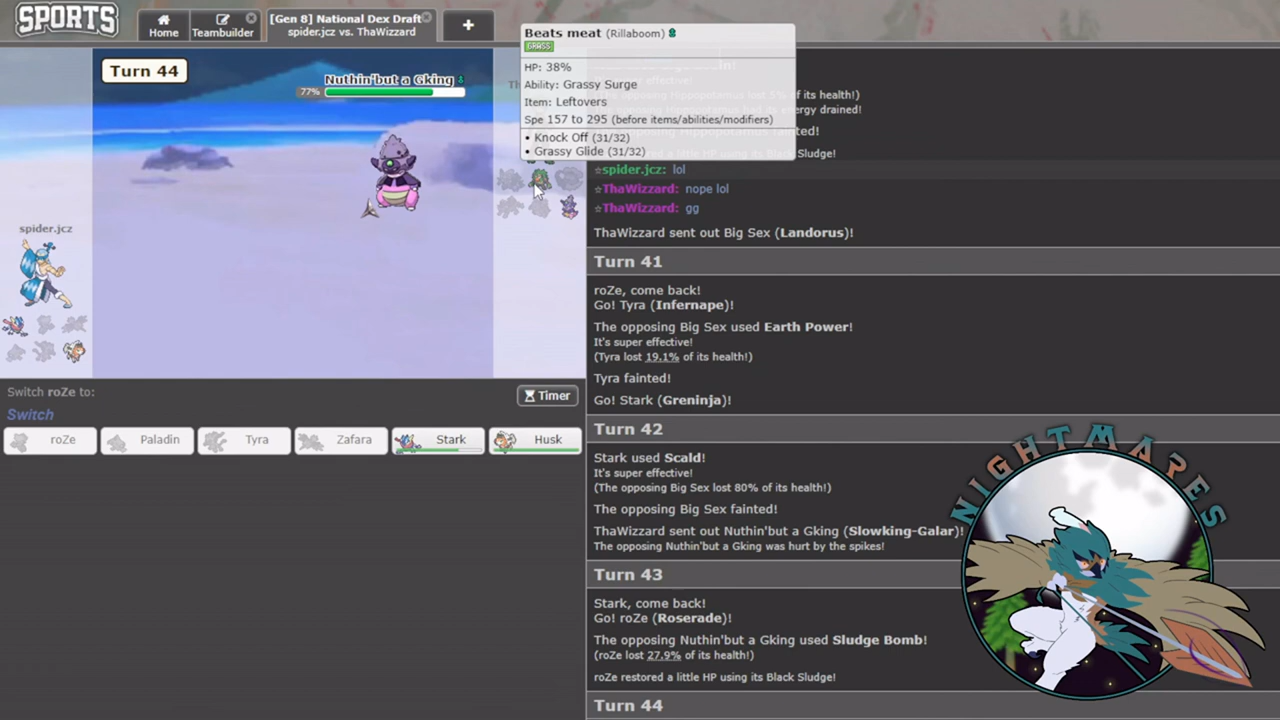 SPORTS
Home
Teambuilder
[Gen 8] National Dex Draft
spider.jcz vs. ThaWizzard
+
Turn 44
Nuthin'but a Gking
77%
spider.jcz
Th
Beats meat (Rillaboom)
GRASS
HP: 38%
Ability: Grassy Surge
Item: Leftovers
Spe 157 to 295 (before items/abilities/modifiers)
• Knock Off (31/32)
• Grassy Glide (31/32)
Switch roZe to:
Timer
Switch
roZe
Paladin
Tyra
Zafara
Stark
Husk
☆spider.jcz: lol
☆ThaWizzard: nope lol
☆ThaWizzard: gg
ThaWizzard sent out Big Sex (Landorus)!
Turn 41
roZe, come back!
Go! Tyra (Infernape)!
The opposing Big Sex used Earth Power!
It's super effective!
(Tyra lost 19.1% of its health!)
Tyra fainted!
Go! Stark (Greninja)!
Turn 42
Stark used Scald!
It's super effective!
(The opposing Big Sex lost 80% of its health!)
The opposing Big Sex fainted!
ThaWizzard sent out Nuthin'but a Gking (Slowking-Galar)!
The opposing Nuthin'but a Gking was hurt by the spikes!
Turn 43
Stark, come back!
Go! roZe (Roserade)!
The opposing Nuthin'but a Gking used Sludge Bomb!
(roZe lost 27.9% of its health!)
roZe restored a little HP using its Black Sludge!
Turn 44
NIGHTMARES